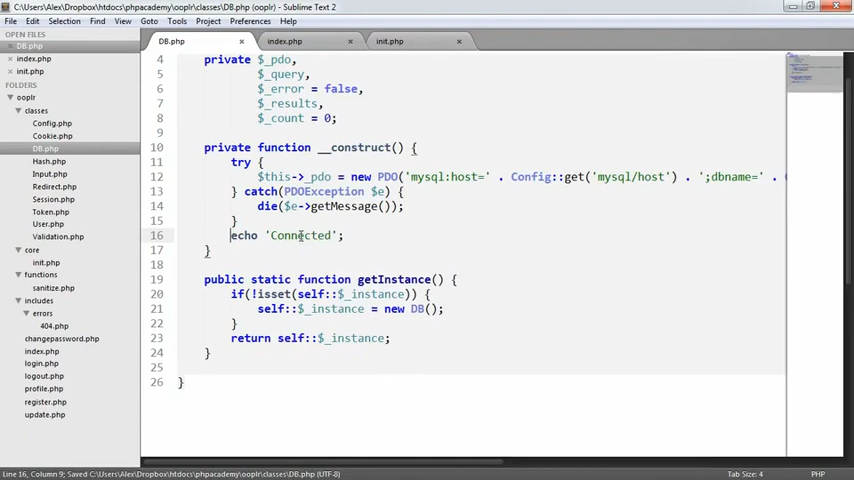 C:\Users\Alex\Dropbox\htdocs\phpacademy\ooplr\classes\DB.php (ooplr) - Sublime Text 2
File Edit Selection Find View Goto Tools Project Preferences Help
OPEN FILES
DB.php
index.php
init.php
FOLDERS
ooplr
classes
Config.php
Cookie.php
DB.php
Hash.php
Input.php
Redirect.php
Session.php
Token.php
User.php
Validation.php
core
init.php
functions
sanitize.php
includes
errors
404.php
changepassword.php
index.php
login.php
logout.php
profile.php
register.php
update.php
DB.php index.php init.php
4 private $_pdo,
5 $_query,
6 $_error = false,
7 $_results,
8 $_count = 0;
9
10 private function __construct() {
11 try {
12 $this->_pdo = new PDO('mysql:host=' . Config::get('mysql/host') . ';dbname=' .
13 } catch(PDOException $e) {
14 die($e->getMessage());
15 }
16 echo 'Connected';
17 }
18
19 public static function getInstance() {
20 if(!isset(self::$_instance)) {
21 self::$_instance = new DB();
22 }
23 return self::$_instance;
24 }
25
26 }
Line 16, Column 9; Saved C:\Users\Alex\Dropbox\htdocs\phpacademy\ooplr\classes\DB.php (UTF-8)
Tab Size: 4 PHP